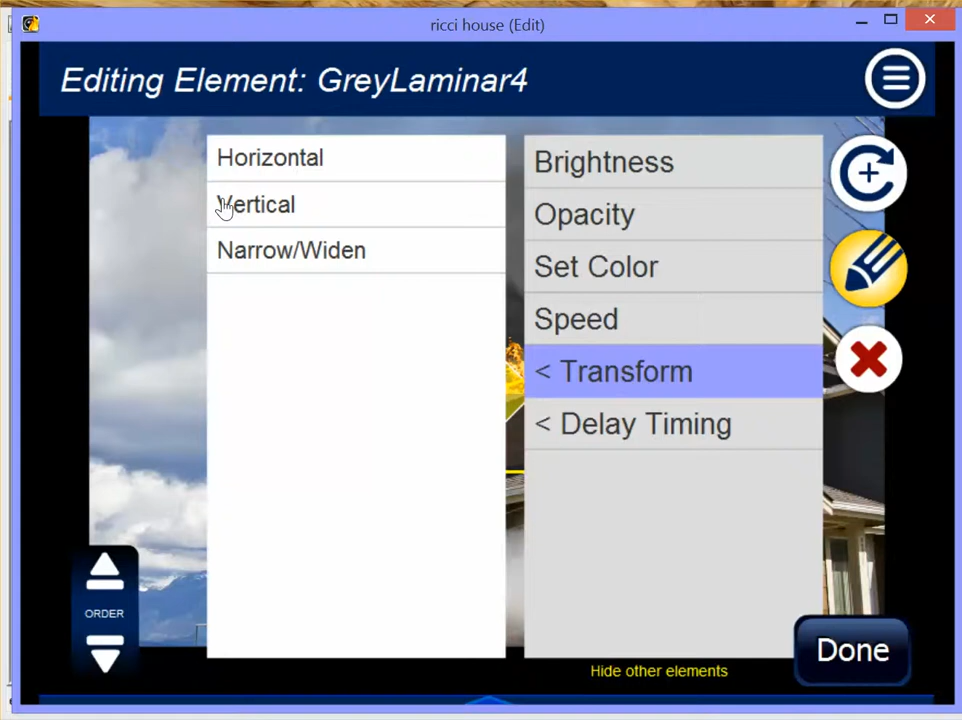 ricci house (Edit)
Editing Element: GreyLaminar4
Horizontal
Vertical
Narrow/Widen
Brightness
Opacity
Set Color
Speed
< Transform
< Delay Timing
ORDER
Done
Hide other elements